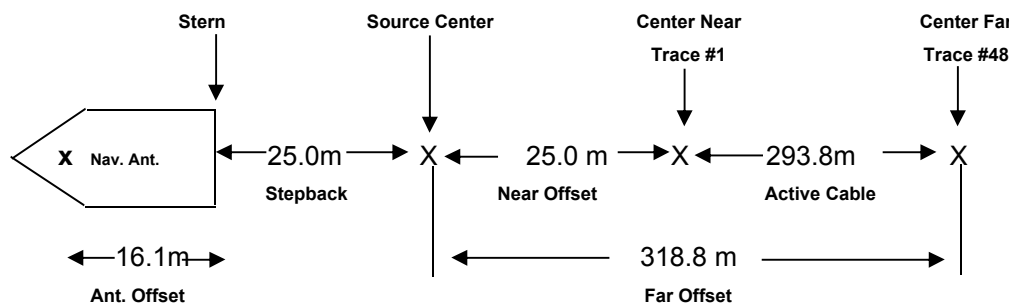 Stern
Source Center
Center Near
Trace #1
Center Far
Trace #48
X Nav. Ant.
25.0m
X
25.0 m
X
293.8m
X
Stepback
Near Offset
Active Cable
16.1m
318.8 m
Ant. Offset
Far Offset